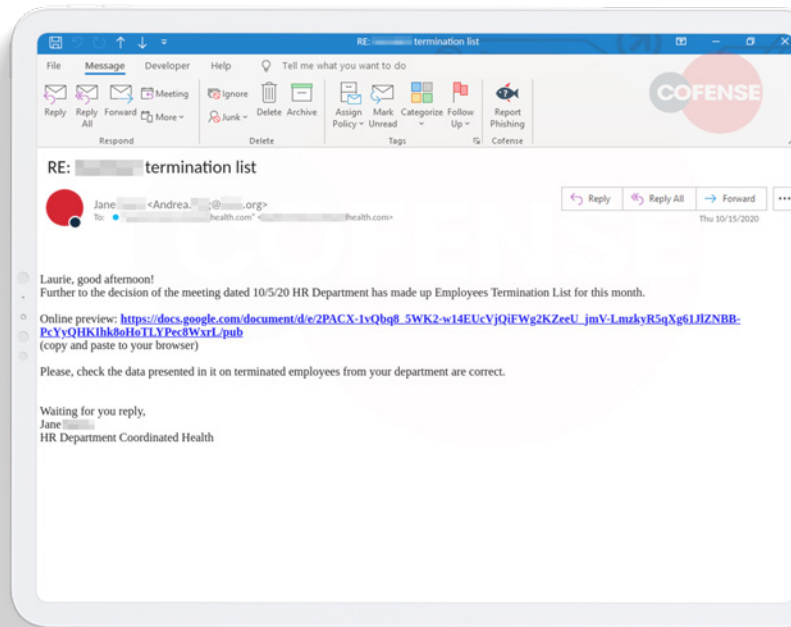 RE: termination list
File Message Developer Help Tell me what you want to do
Reply Reply All Forward Meeting More Ignore Junk Delete Archive Assign Policy Mark Unread Categorize Follow Up Report Phishing
Respond Delete Tags Cofense
COFENSE
RE: termination list
Jane <Andrea. ;@ .org>
To: health.com" < thealth.com>
Reply Reply All Forward ...
Thu 10/15/2020
Laurie, good afternoon!
Further to the decision of the meeting dated 10/5/20 HR Department has made up Employees Termination List for this month.
Online preview: https://docs.google.com/document/d/e/2PACX-1vQbq8_5WK2-w14EUcVjQiFWg2KZeeU_jmV-LmzkyR5qXg61JlZNBB-
PcYyQHKIhk8oHoTLYPec8WxrL/pub
(copy and paste to your browser)
Please, check the data presented in it on terminated employees from your department are correct.
Waiting for you reply,
Jane
HR Department Coordinated Health